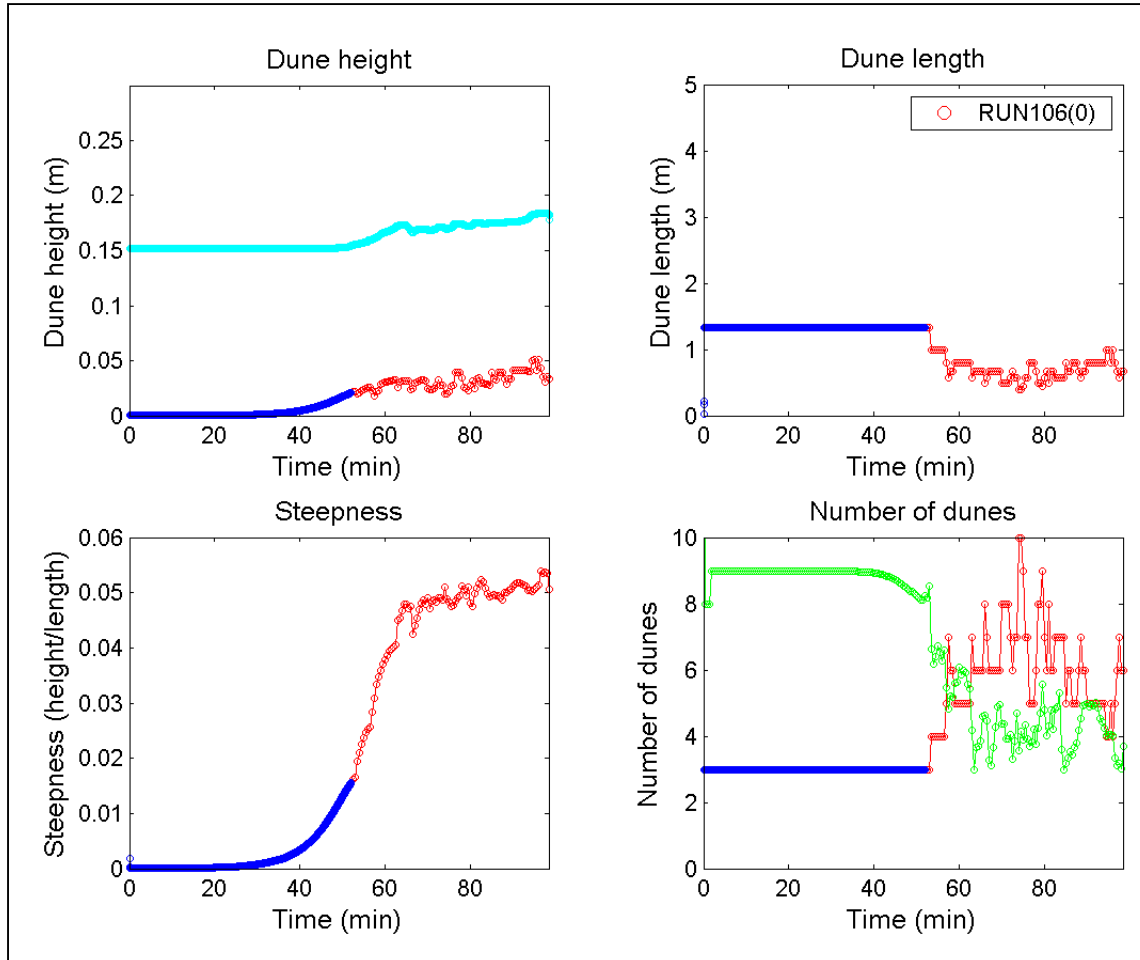 Dune height
Dune height (m)
0.25
0.2
0.15
0.1
0.05
0
0 20 40 60 80
Time (min)
Dune length
RUN106(0)
Dune length (m)
5
4
3
2
1
0
0 20 40 60 80
Time (min)
Steepness
Steepness (height/length)
0.06
0.05
0.04
0.03
0.02
0.01
0
0 20 40 60 80
Time (min)
Number of dunes
Number of dunes
10
8
6
4
2
0
0 20 40 60 80
Time (min)